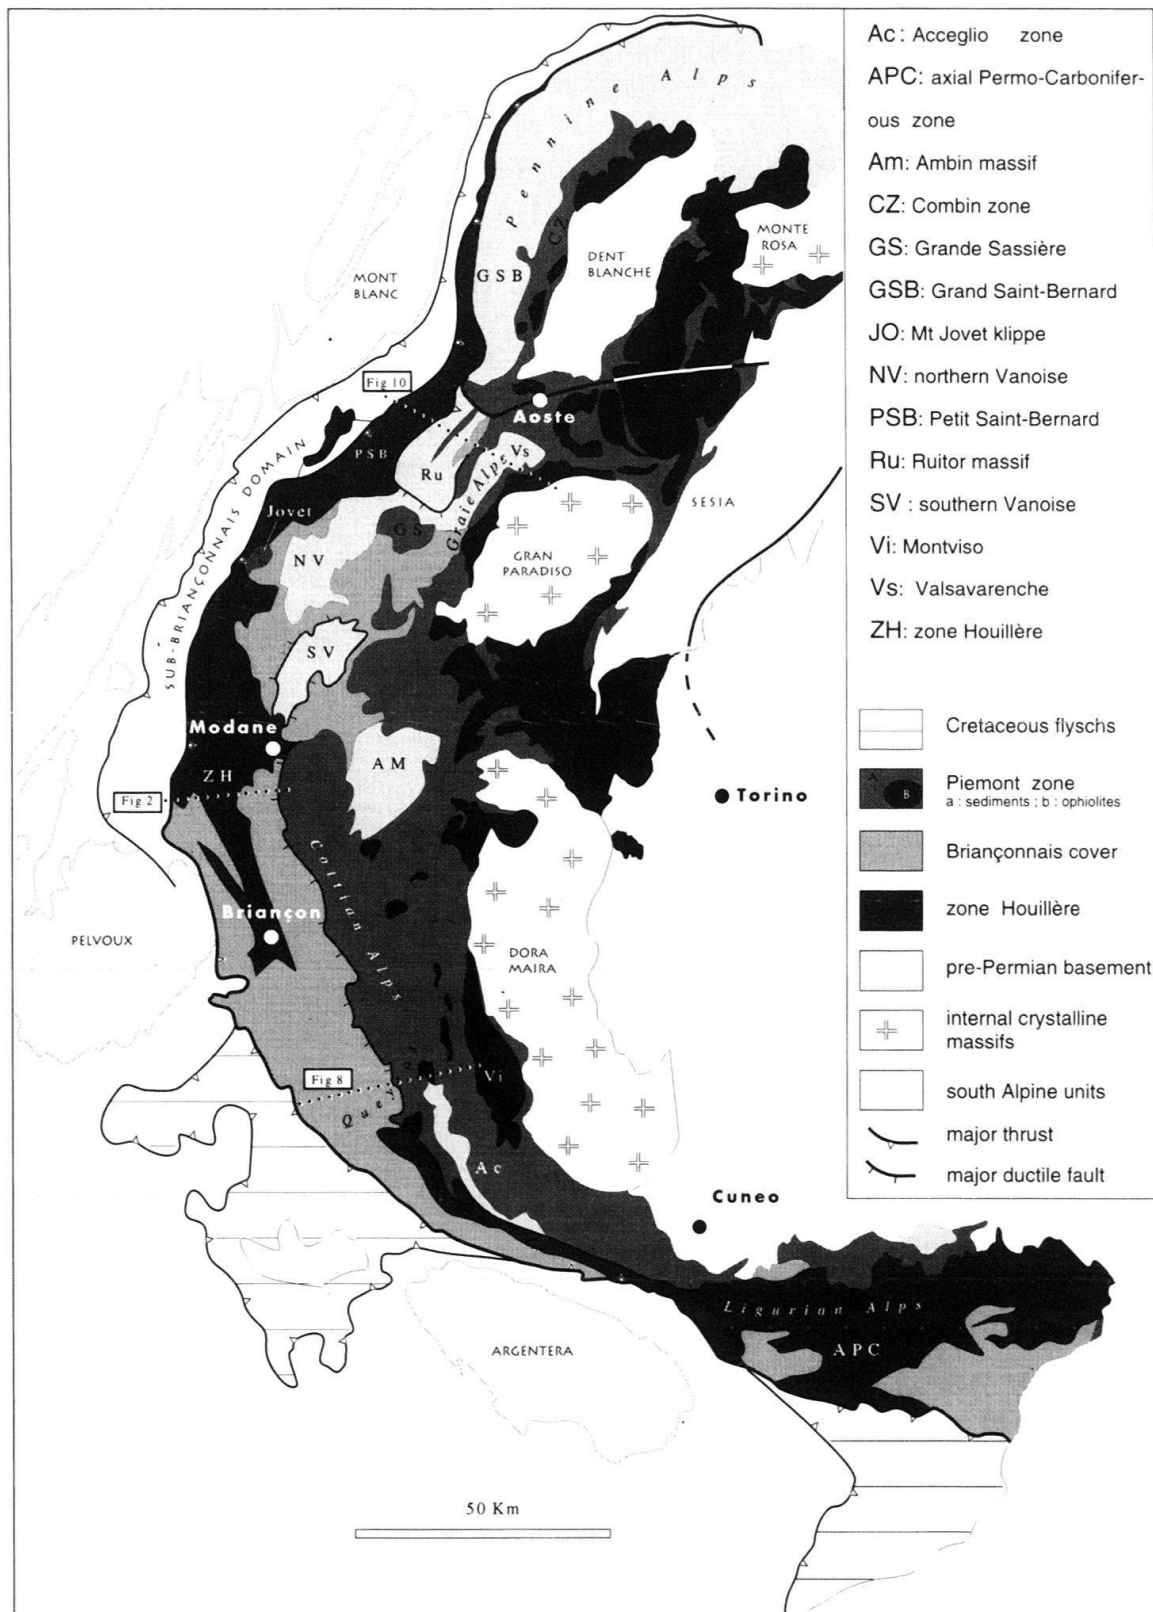 Ac: Acceglio zone
APC: axial Permo-Carbonifer-
ous zone
Am: Ambin massif
CZ: Combin zone
GS: Grande Sassière
GSB: Grand Saint-Bernard
JO: Mt Jovet klippe
NV: northern Vanoise
PSB: Petit Saint-Bernard
Ru: Ruitor massif
SV : southern Vanoise
Vi: Montviso
Vs: Valsavarenche
ZH: zone Houillère
Cretaceous flyschs
A
B
Piemont zone
a : sediments ; b : ophiolites
Briançonnais cover
zone Houillère
pre-Permian basement
internal crystalline
massifs
south Alpine units
major thrust
major ductile fault
Pennine Alps
CZ
MONTE
ROSA
DENT
BLANCHE
MONT
BLANC
GSB
Fig 10
Aoste
PSB
Vs
Ru
Graie Alps
SESIA
SUB-BRIANÇONNAIS DOMAIN
Jovet
GS
GRAN
PARADISO
NV
SV
Modane
AM
ZH
Fig 2
Torino
Cottian Alps
Briançon
PELVOUX
DORA
MAIRA
Fig 8
Vi
Quey
Ac
Cuneo
Ligurian Alps
APC
ARGENTERA
50 Km